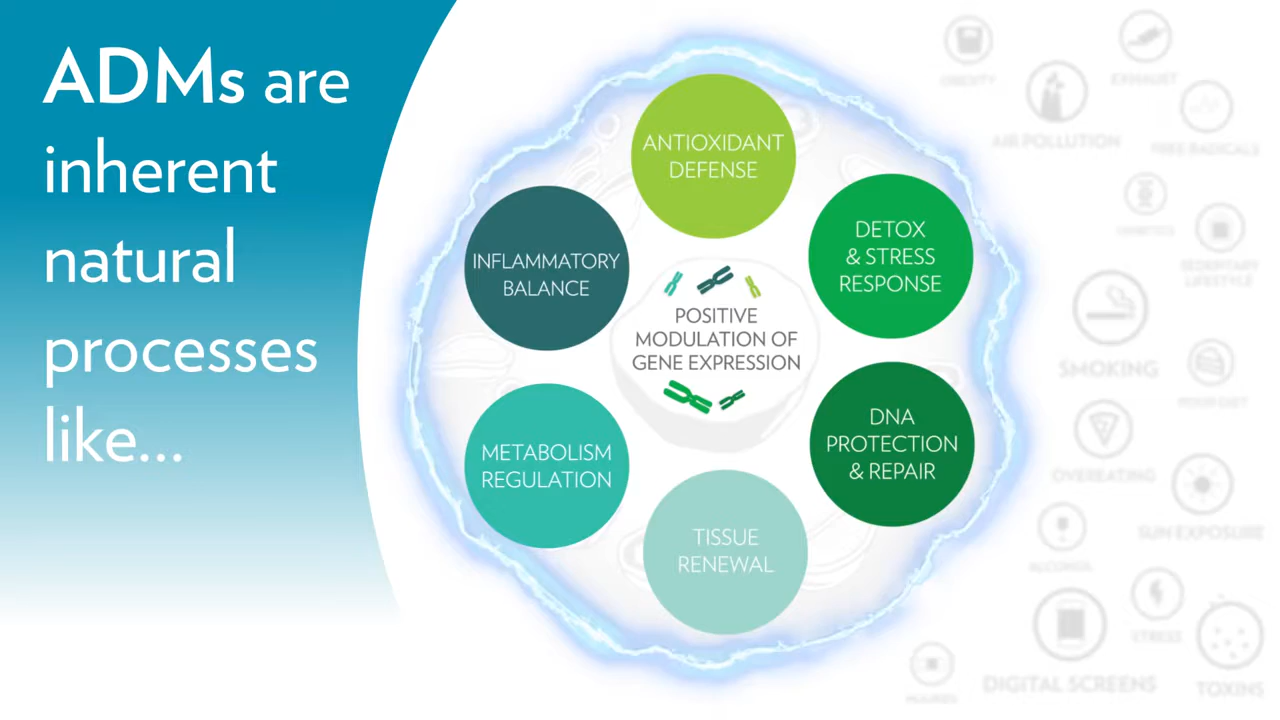 ADMs are
inherent
natural
processes
like...
ANTIOXIDANT
DEFENSE
DETOX
& STRESS
RESPONSE
DNA
PROTECTION
& REPAIR
TISSUE
RENEWAL
METABOLISM
REGULATION
INFLAMMATORY
BALANCE
POSITIVE
MODULATION OF
GENE EXPRESSION
OBESITY
EXHAUST
AIR POLLUTION
FREE RADICALS
GENETICS
SEDENTARY
LIFESTYLE
SMOKING
POOR DIET
OVEREATING
SUN EXPOSURE
ALCOHOL
STRESS
DIGITAL SCREENS
TOXINS